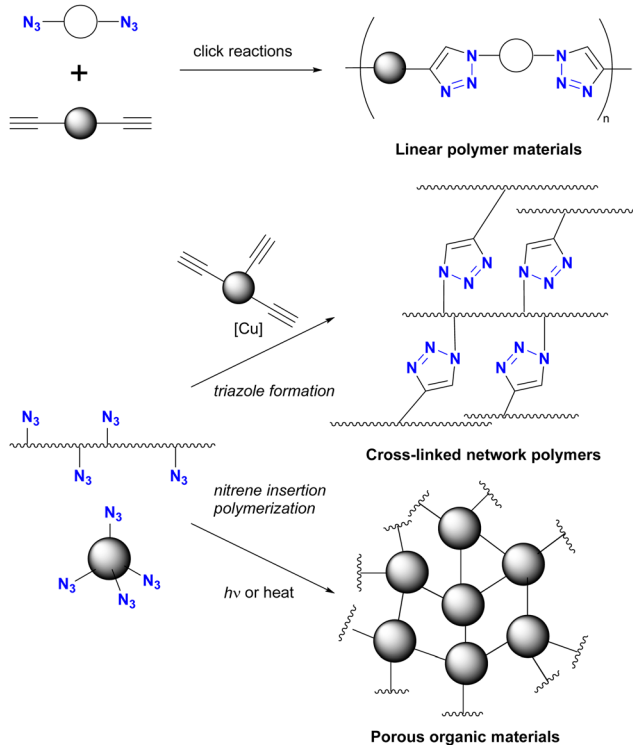 N3 N3
+
click reactions
N N N N N N
n
Linear polymer materials
[Cu]
triazole formation
N N N N N N
N N N N N N
N3 N3
N3 N3
Cross-linked network polymers
nitrene insertion
polymerization
N3
N3 N3
N3
hν or heat
Porous organic materials